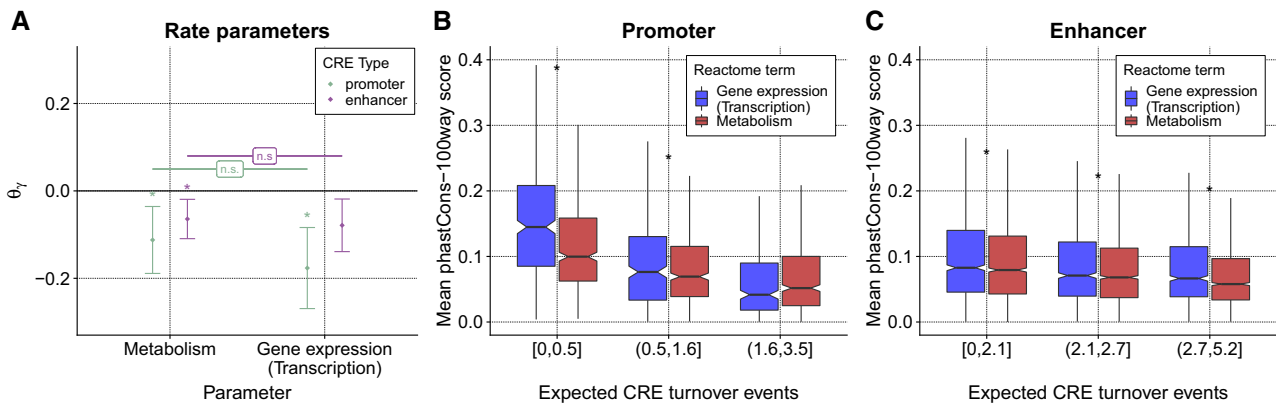 A
Rate parameters
CRE Type
promoter
enhancer
θγ
0.2
0.0
−0.2
n.s
n.s.
*
*
*
Metabolism
Gene expression
(Transcription)
Parameter
B
Promoter
Mean phastCons−100way score
0.4
0.3
0.2
0.1
0.0
Reactome term
Gene expression
(Transcription)
Metabolism
*
*
[0,0.5]
(0.5,1.6]
(1.6,3.5]
Expected CRE turnover events
C
Enhancer
Mean phastCons−100way score
0.4
0.3
0.2
0.1
0.0
Reactome term
Gene expression
(Transcription)
Metabolism
*
*
*
[0,2.1]
(2.1,2.7]
(2.7,5.2]
Expected CRE turnover events